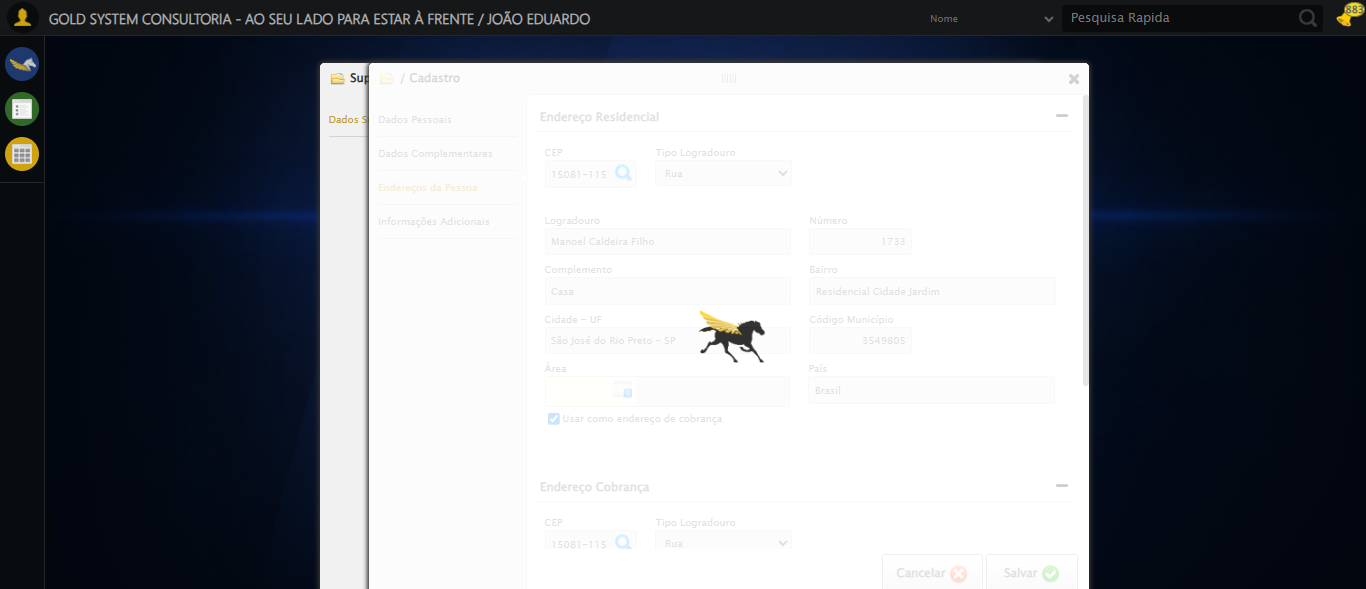 GOLD SYSTEM CONSULTORIA - AO SEU LADO PARA ESTAR À FRENTE / JOÃO EDUARDO
Nome
Pesquisa Rapida
883
Sup
/ Cadastro
Dados S
Dados Pessoais
Dados Complementares
Endereços da Pessoa
Informações Adicionais
Endereço Residencial
CEP Tipo Logradouro
15081-115 Rua
Logradouro Número
Manoel Caldeira Filho 1733
Complemento Bairro
Casa Residencial Cidade Jardim
Cidade - UF Código Município
São José do Rio Preto - SP 3549805
Área País
Brasil
Usar como endereço de cobrança
Endereço Cobrança
CEP Tipo Logradouro
15081-115 Rua
Cancelar Salvar